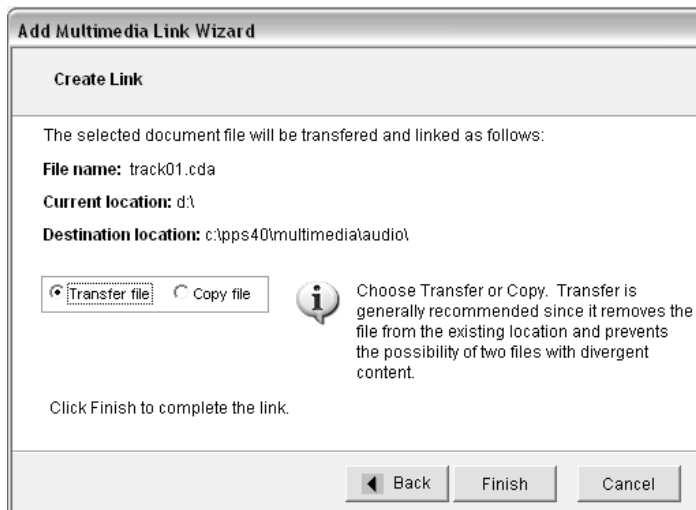 Add Multimedia Link Wizard
Create Link
The selected document file will be transfered and linked as follows:
File name: track01.cda
Current location: d:\
Destination location: c:\pps40\multimedia\audio\
Transfer file Copy file
Choose Transfer or Copy. Transfer is
generally recommended since it removes the
file from the existing location and prevents
the possibility of two files with divergent
content.
Click Finish to complete the link.
Back Finish Cancel